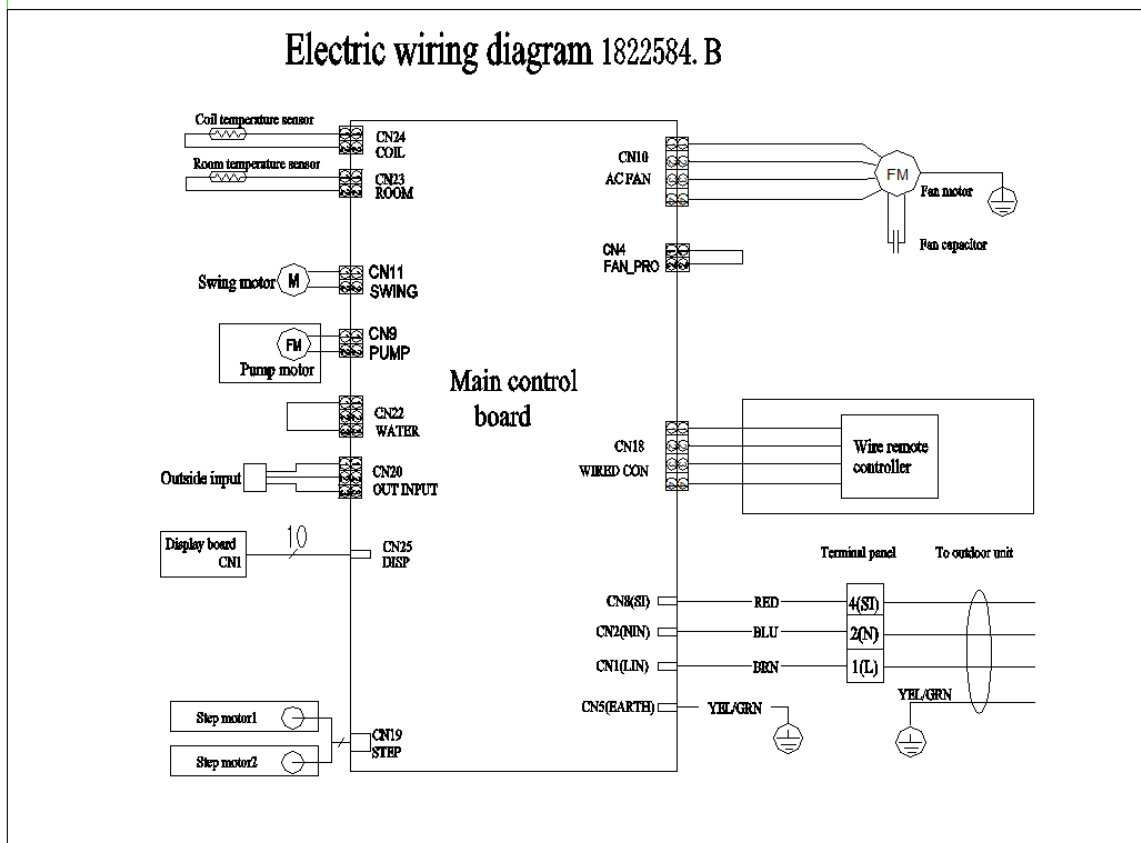 Electric wiring diagram 1822584. B
Coil temperature sensor
CN24
COIL
Room temperature sensor
CN23
ROOM
CN10
AC FAN
FM
Fan motor
Fan capacitor
CN4
FAN_PRO
Swing motor
M
CN11
SWING
FM
Pump motor
CN9
PUMP
Main control
board
CN22
WATER
Outside input
CN20
OUT INPUT
CN18
WIRED CON
Wire remote
controller
Display board
CN1
10
CN25
DISP
Terminal panel
To outdoor unit
CN8(SI)
RED
4(SI)
CN2(NIN)
BLU
2(N)
CN1(LIN)
BRN
1(L)
CN5(EARTH)
YEL/GRN
YEL/GRN
Step motor1
Step motor2
CN19
STEP